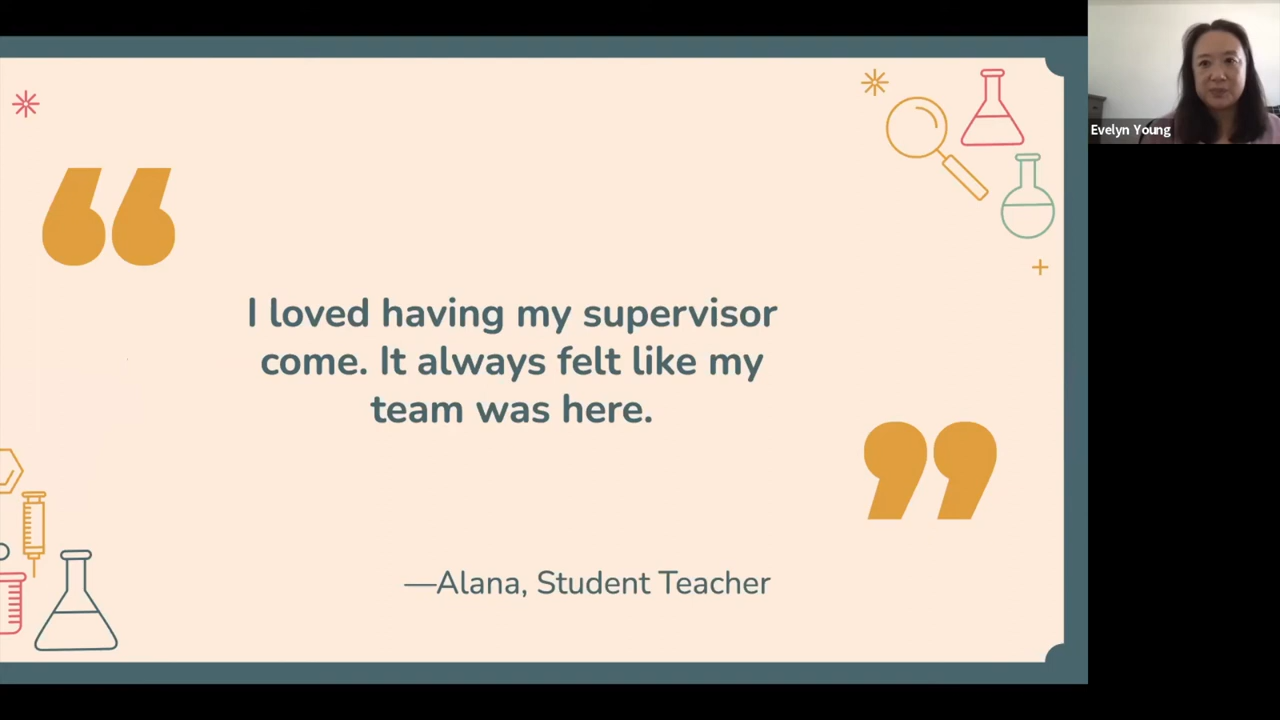 Evelyn Young
I loved having my supervisor
come. It always felt like my
team was here.
—Alana, Student Teacher